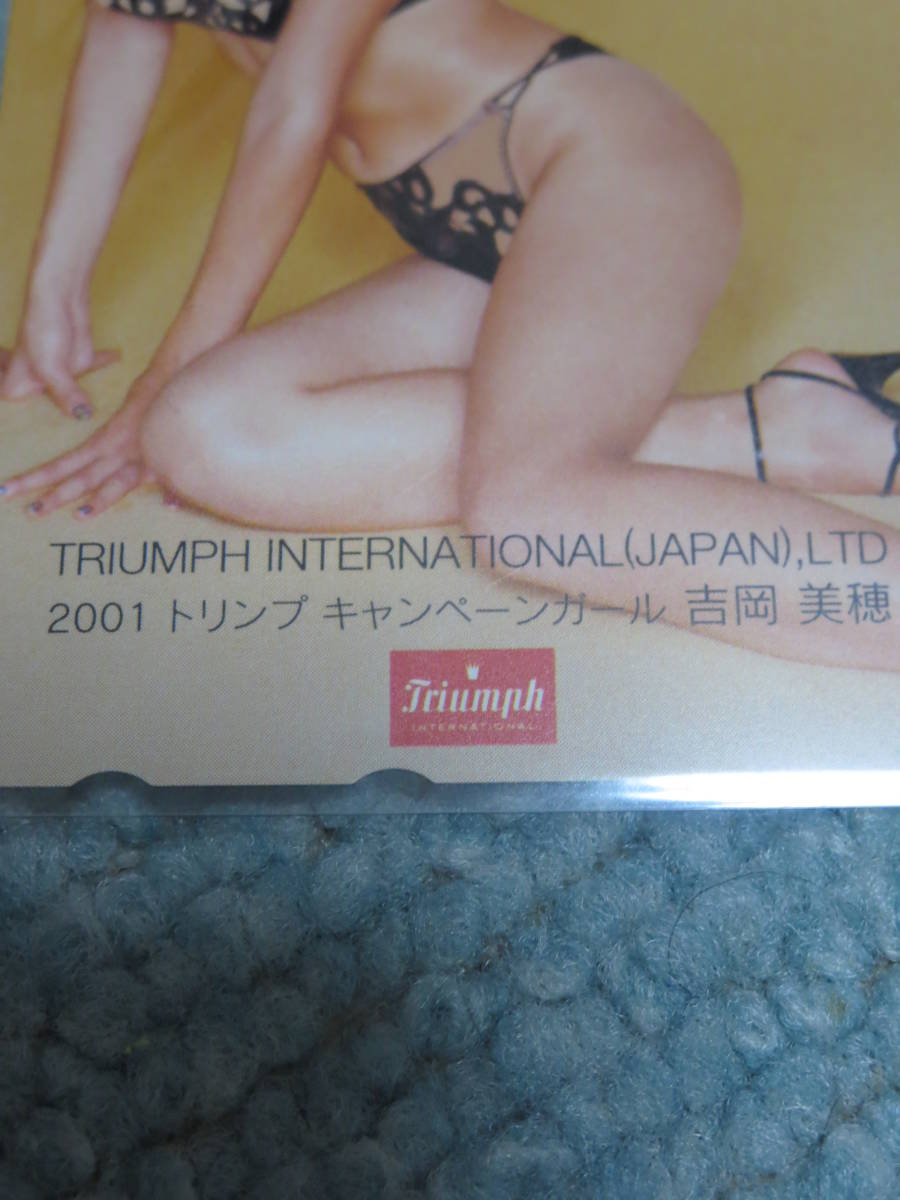 TRIUMPH INTERNATIONAL(JAPAN),LTD
2001 トリンプ キャンペーンガール 吉岡 美穂
Triumph
INTERNATIONAL